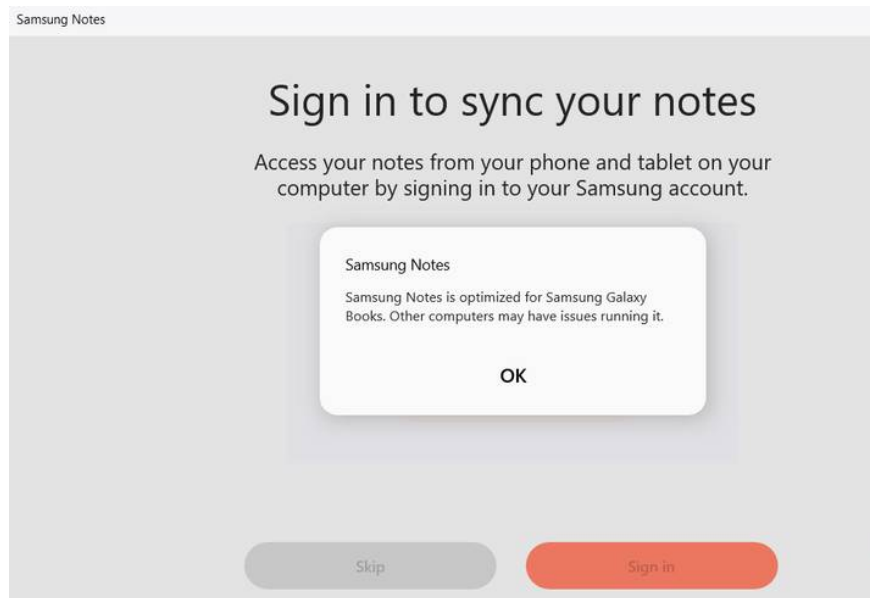 Samsung Notes
Sign in to sync your notes
Access your notes from your phone and tablet on your
computer by signing in to your Samsung account.
Samsung Notes
Samsung Notes is optimized for Samsung Galaxy
Books. Other computers may have issues running it.
OK
Skip
Sign in